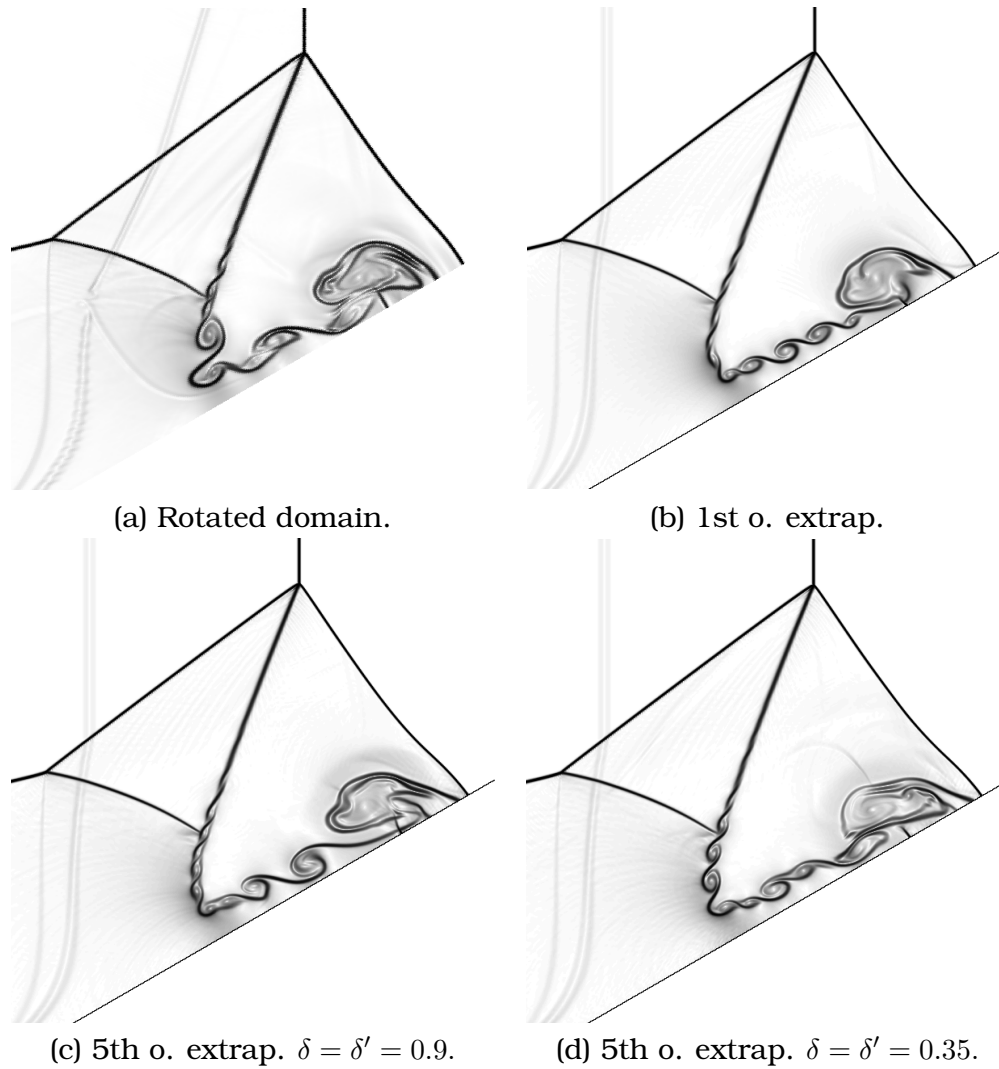 (a) Rotated domain.
(b) 1st o. extrap.
(c) 5th o. extrap. δ = δ′ = 0.9.
(d) 5th o. extrap. δ = δ′ = 0.35.